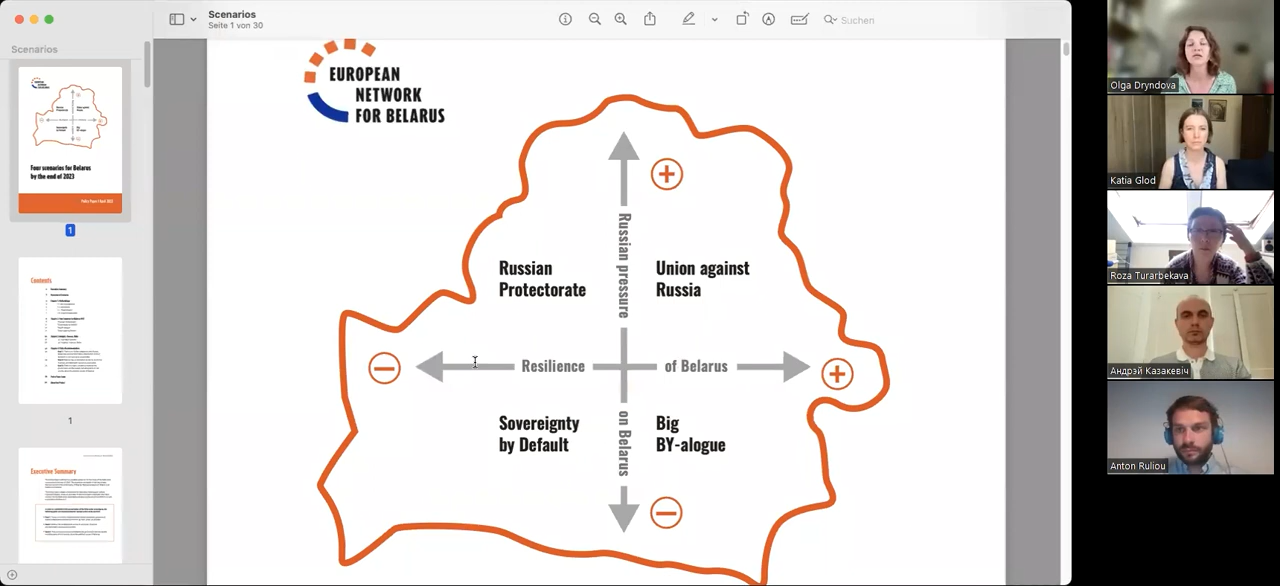 Scenarios
Seite 1 von 30
Suchen
Scenarios
Four scenarios for Belarus
by the end of 2023
1
Contents
1
Executive Summary
EUROPEAN
NETWORK
FOR BELARUS
Russian pressure
on Belarus
Resilience
of Belarus
Russian
Protectorate
Union against
Russia
Sovereignty
by Default
Big
BY-alogue
Olga Dryndova
Katia Glod
Roza Turarbekava
Андрэй Казакевіч
Anton Ruliou